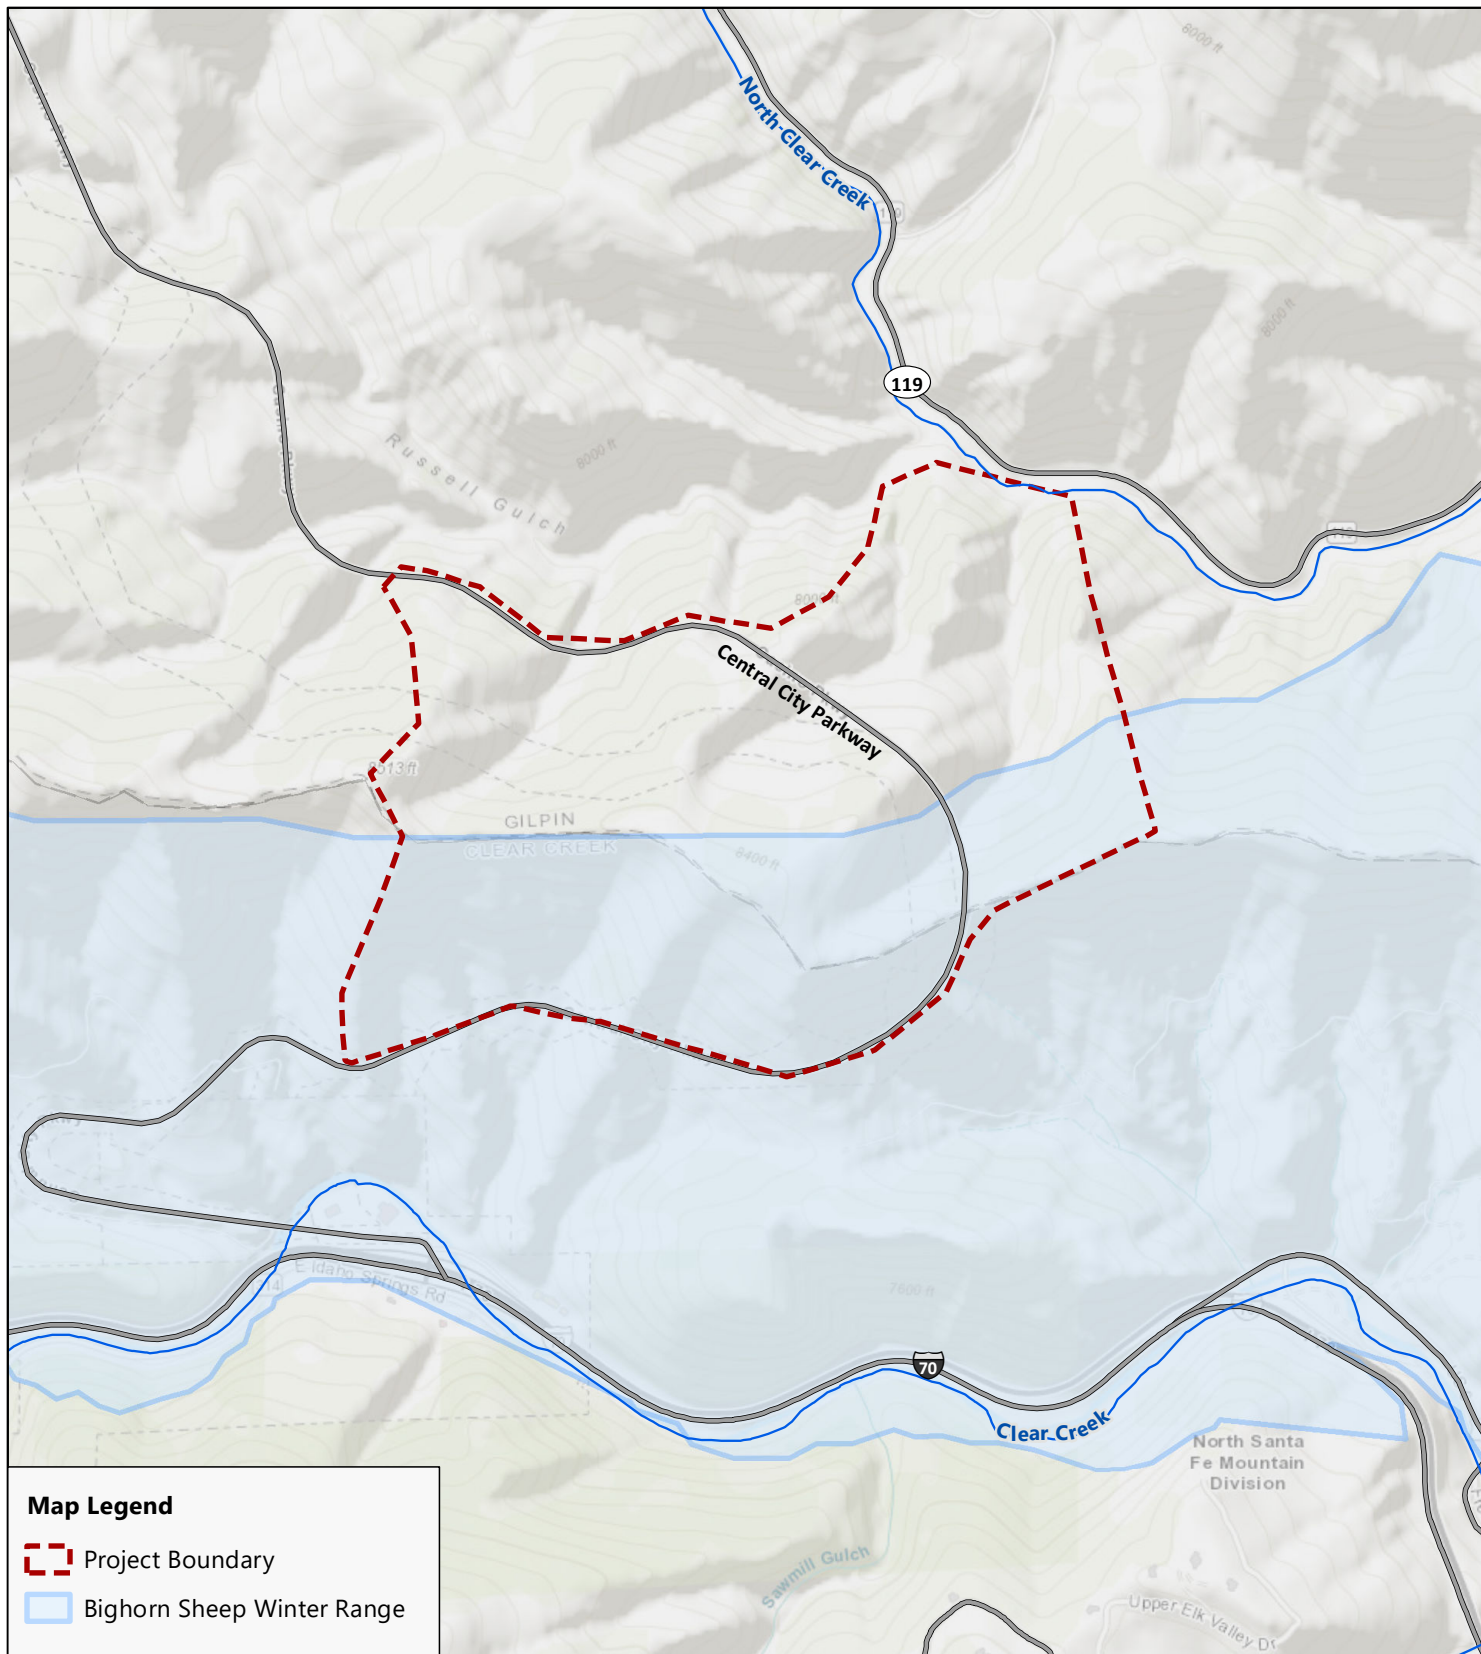 8000 ft
North Clear Creek
119
8000 ft
Russell Gulch
8000 ft
8000 ft
Central City Parkway
8513 ft
GILPIN
CLEAR CREEK
8400 ft
E Idaho Springs Rd
7600 ft
70
Clear Creek
North Santa
Fe Mountain
Division
Sawmill Gulch
Upper Elk Valley Dr
Map Legend
Project Boundary
Bighorn Sheep Winter Range